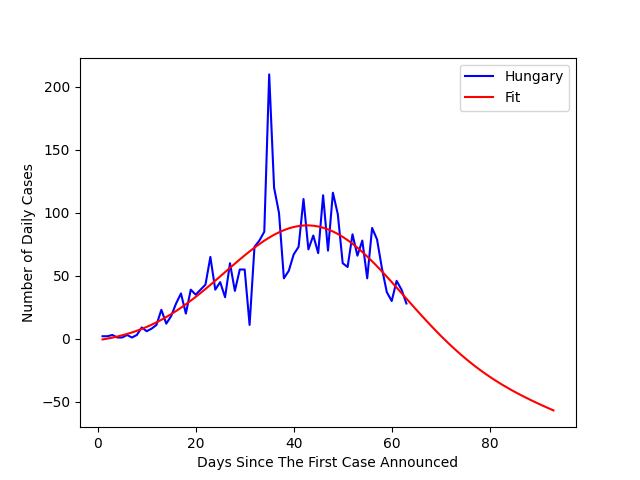 Hungary
Fit
200
150
100
50
0
−50
Number of Daily Cases
0 20 40 60 80
Days Since The First Case Announced